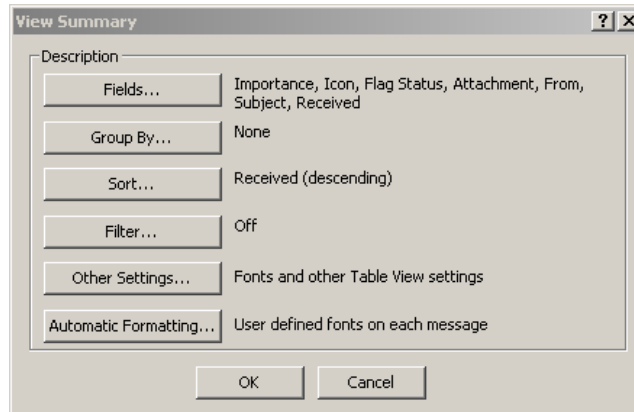 View Summary
Description
Fields... Importance, Icon, Flag Status, Attachment, From,
Subject, Received
Group By... None
Sort... Received (descending)
Filter... Off
Other Settings... Fonts and other Table View settings
Automatic Formatting... User defined fonts on each message
OK Cancel